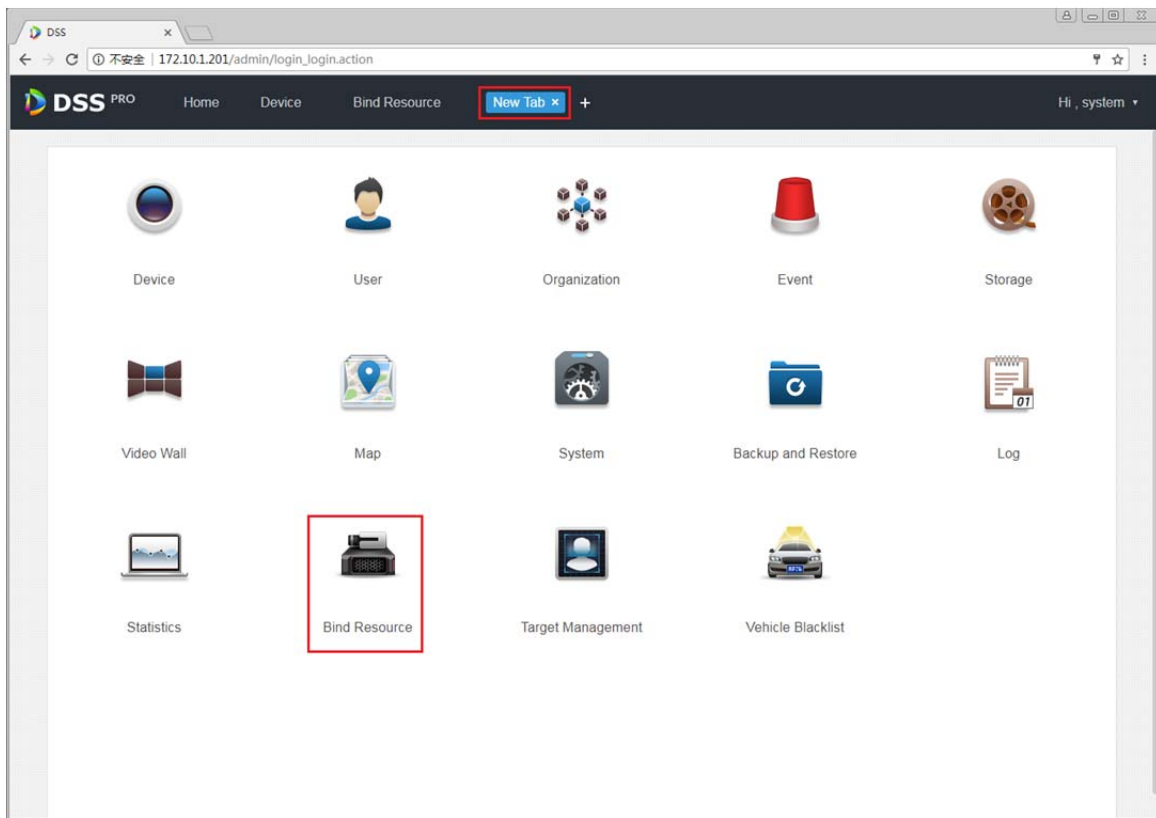 DSS
不安全 | 172.10.1.201/admin/login_login.action
DSS PRO Home Device Bind Resource New Tab × + Hi , system
Device User Organization Event Storage
01
Video Wall Map System Backup and Restore Log
Statistics Bind Resource Target Management Vehicle Blacklist